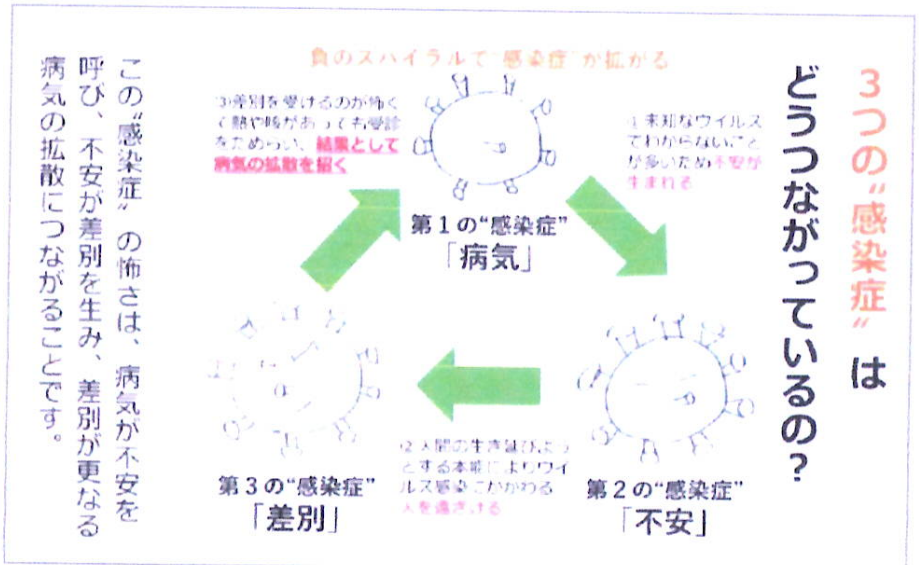 3つの“感染症”は
どうつながっているの？
負のスパイラルで“感染症”が拡がる
①未知なウイルス
でわからないこと
が多いため不安が
生まれる
第1の“感染症”
「病気」
第2の“感染症”
「不安」
②人間の生き延びよう
とする本能によりウイ
ルス感染にかかわる
人を遠ざける
第3の“感染症”
「差別」
③差別を受けるのが怖く
て熱や咳があっても受診
をためらい、結果として
病気の拡散を招く
この“感染症”の怖さは、病気が不安を
呼び、不安が差別を生み、差別が更なる
病気の拡散につながることです。